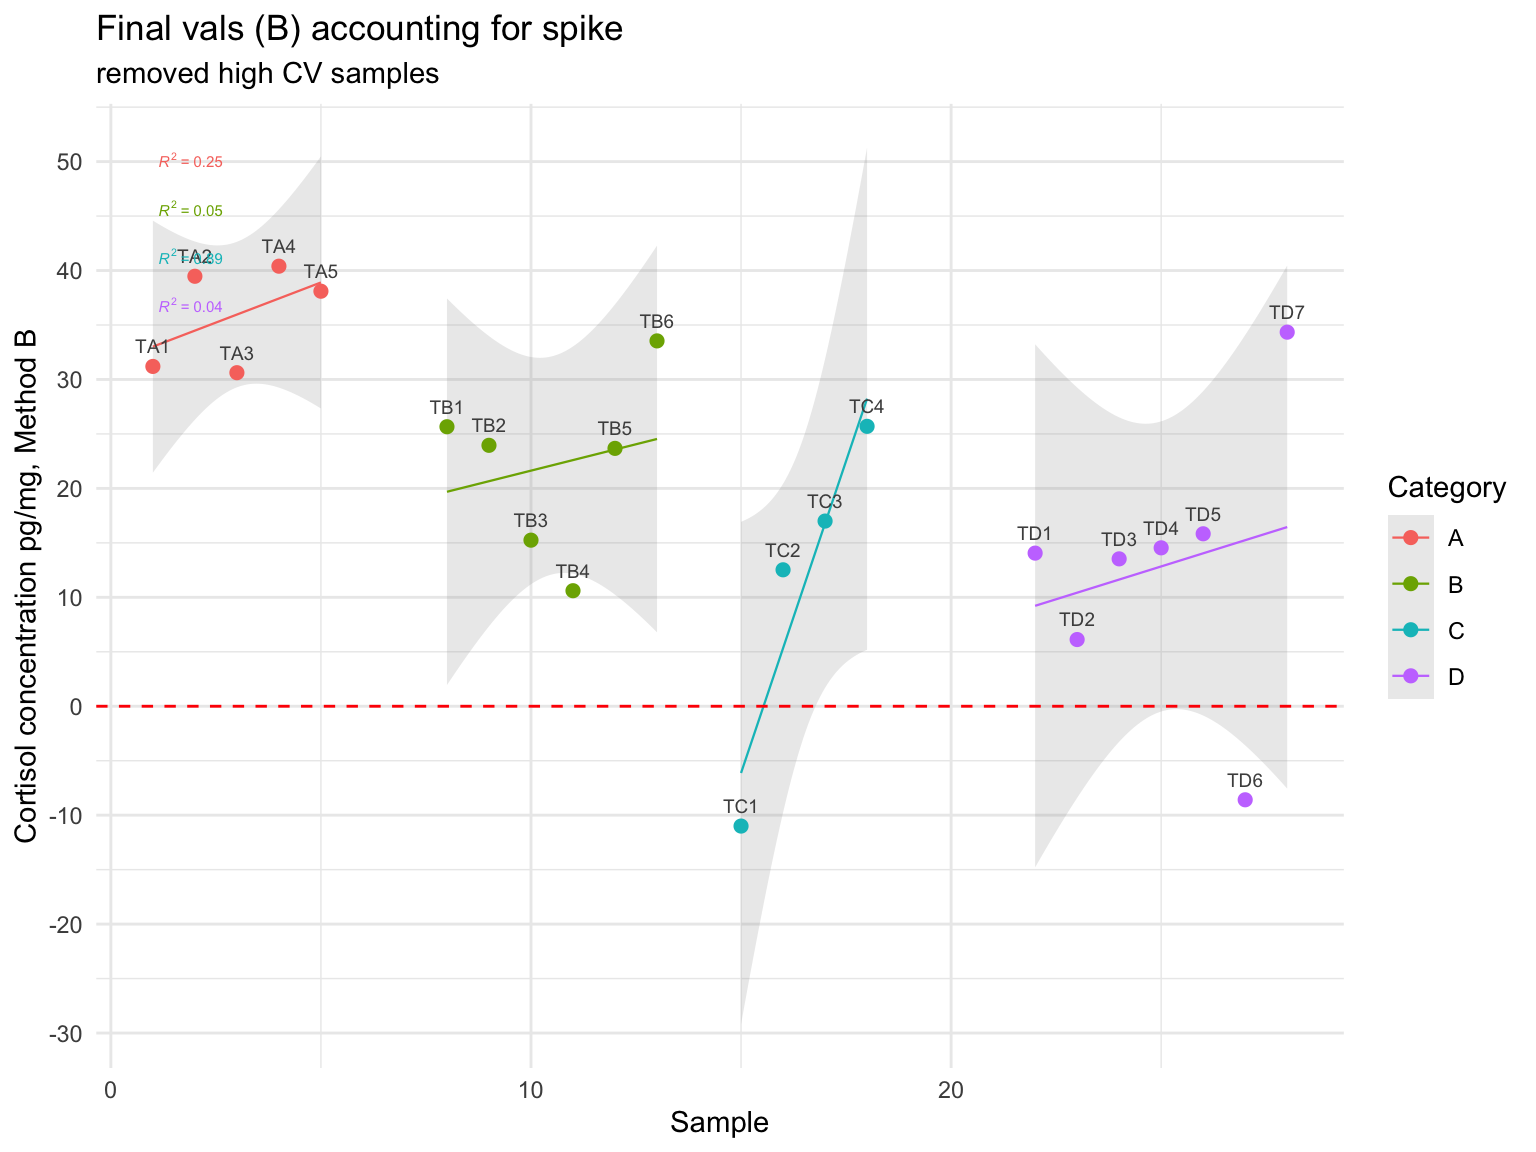 Final vals (B) accounting for spike
removed high CV samples
Cortisol concentration pg/mg, Method B
50
40
30
20
10
0
-10
-20
-30
R² = 0.25
R² = 0.05
R² = 0.89
R² = 0.04
TA1
TA2
TA3
TA4
TA5
TB1
TB2
TB3
TB4
TB5
TB6
TC1
TC2
TC3
TC4
TD1
TD2
TD3
TD4
TD5
TD6
TD7
0
10
20
Sample
Category
A
B
C
D